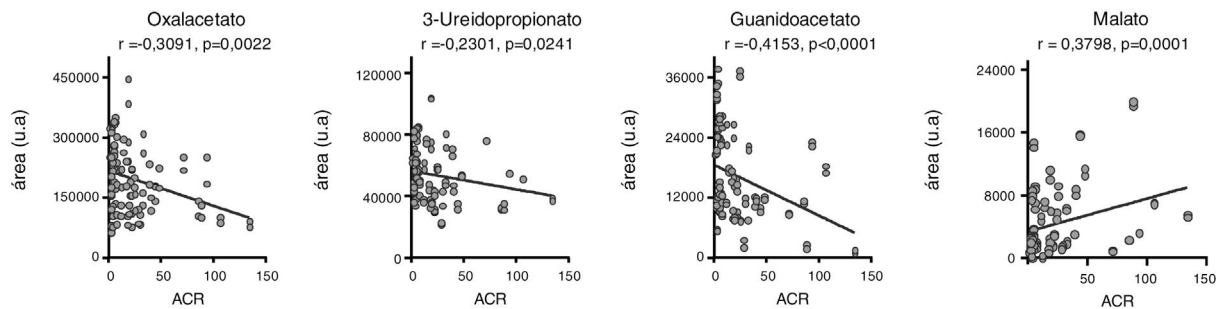 Oxalacetato
r =-0,3091, p=0,0022
450000
300000
150000
0
área (u.a)
0
50
100
150
ACR
3-Ureidopropionato
r =-0,2301, p=0,0241
120000
80000
40000
0
área (u.a)
0
50
100
150
ACR
Guanidoacetato
r=-0,4153, p<0,0001
36000
24000
12000
0
área (u.a)
0
50
100
150
ACR
Malato
r = 0,3798, p=0,0001
24000
16000
8000
0
área (u.a)
0
50
100
150
ACR